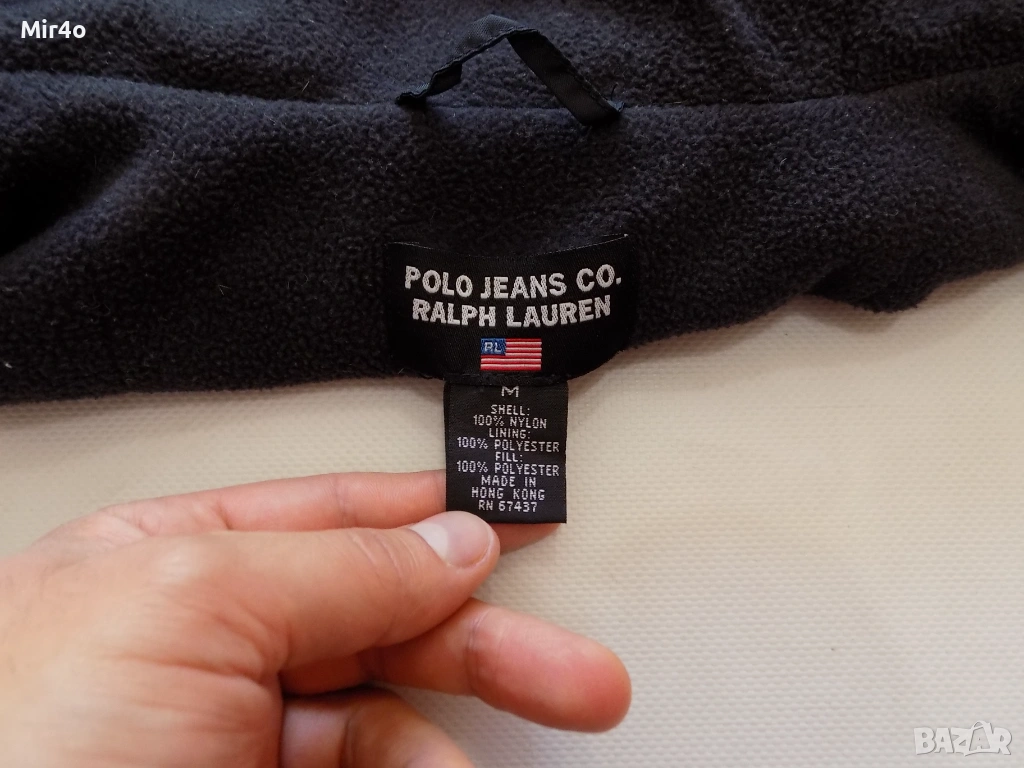 Mir4o
POLO JEANS CO.
RALPH LAUREN
RL
M
SHELL:
100% NYLON
LINING:
100% POLYESTER
FILL:
100% POLYESTER
MADE IN
HONG KONG
RN 67437
BAZAR